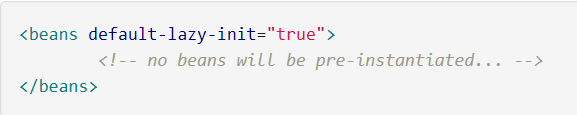 <beans default-lazy-init="true">
<!-- no beans will be pre-instantiated... -->
</beans>